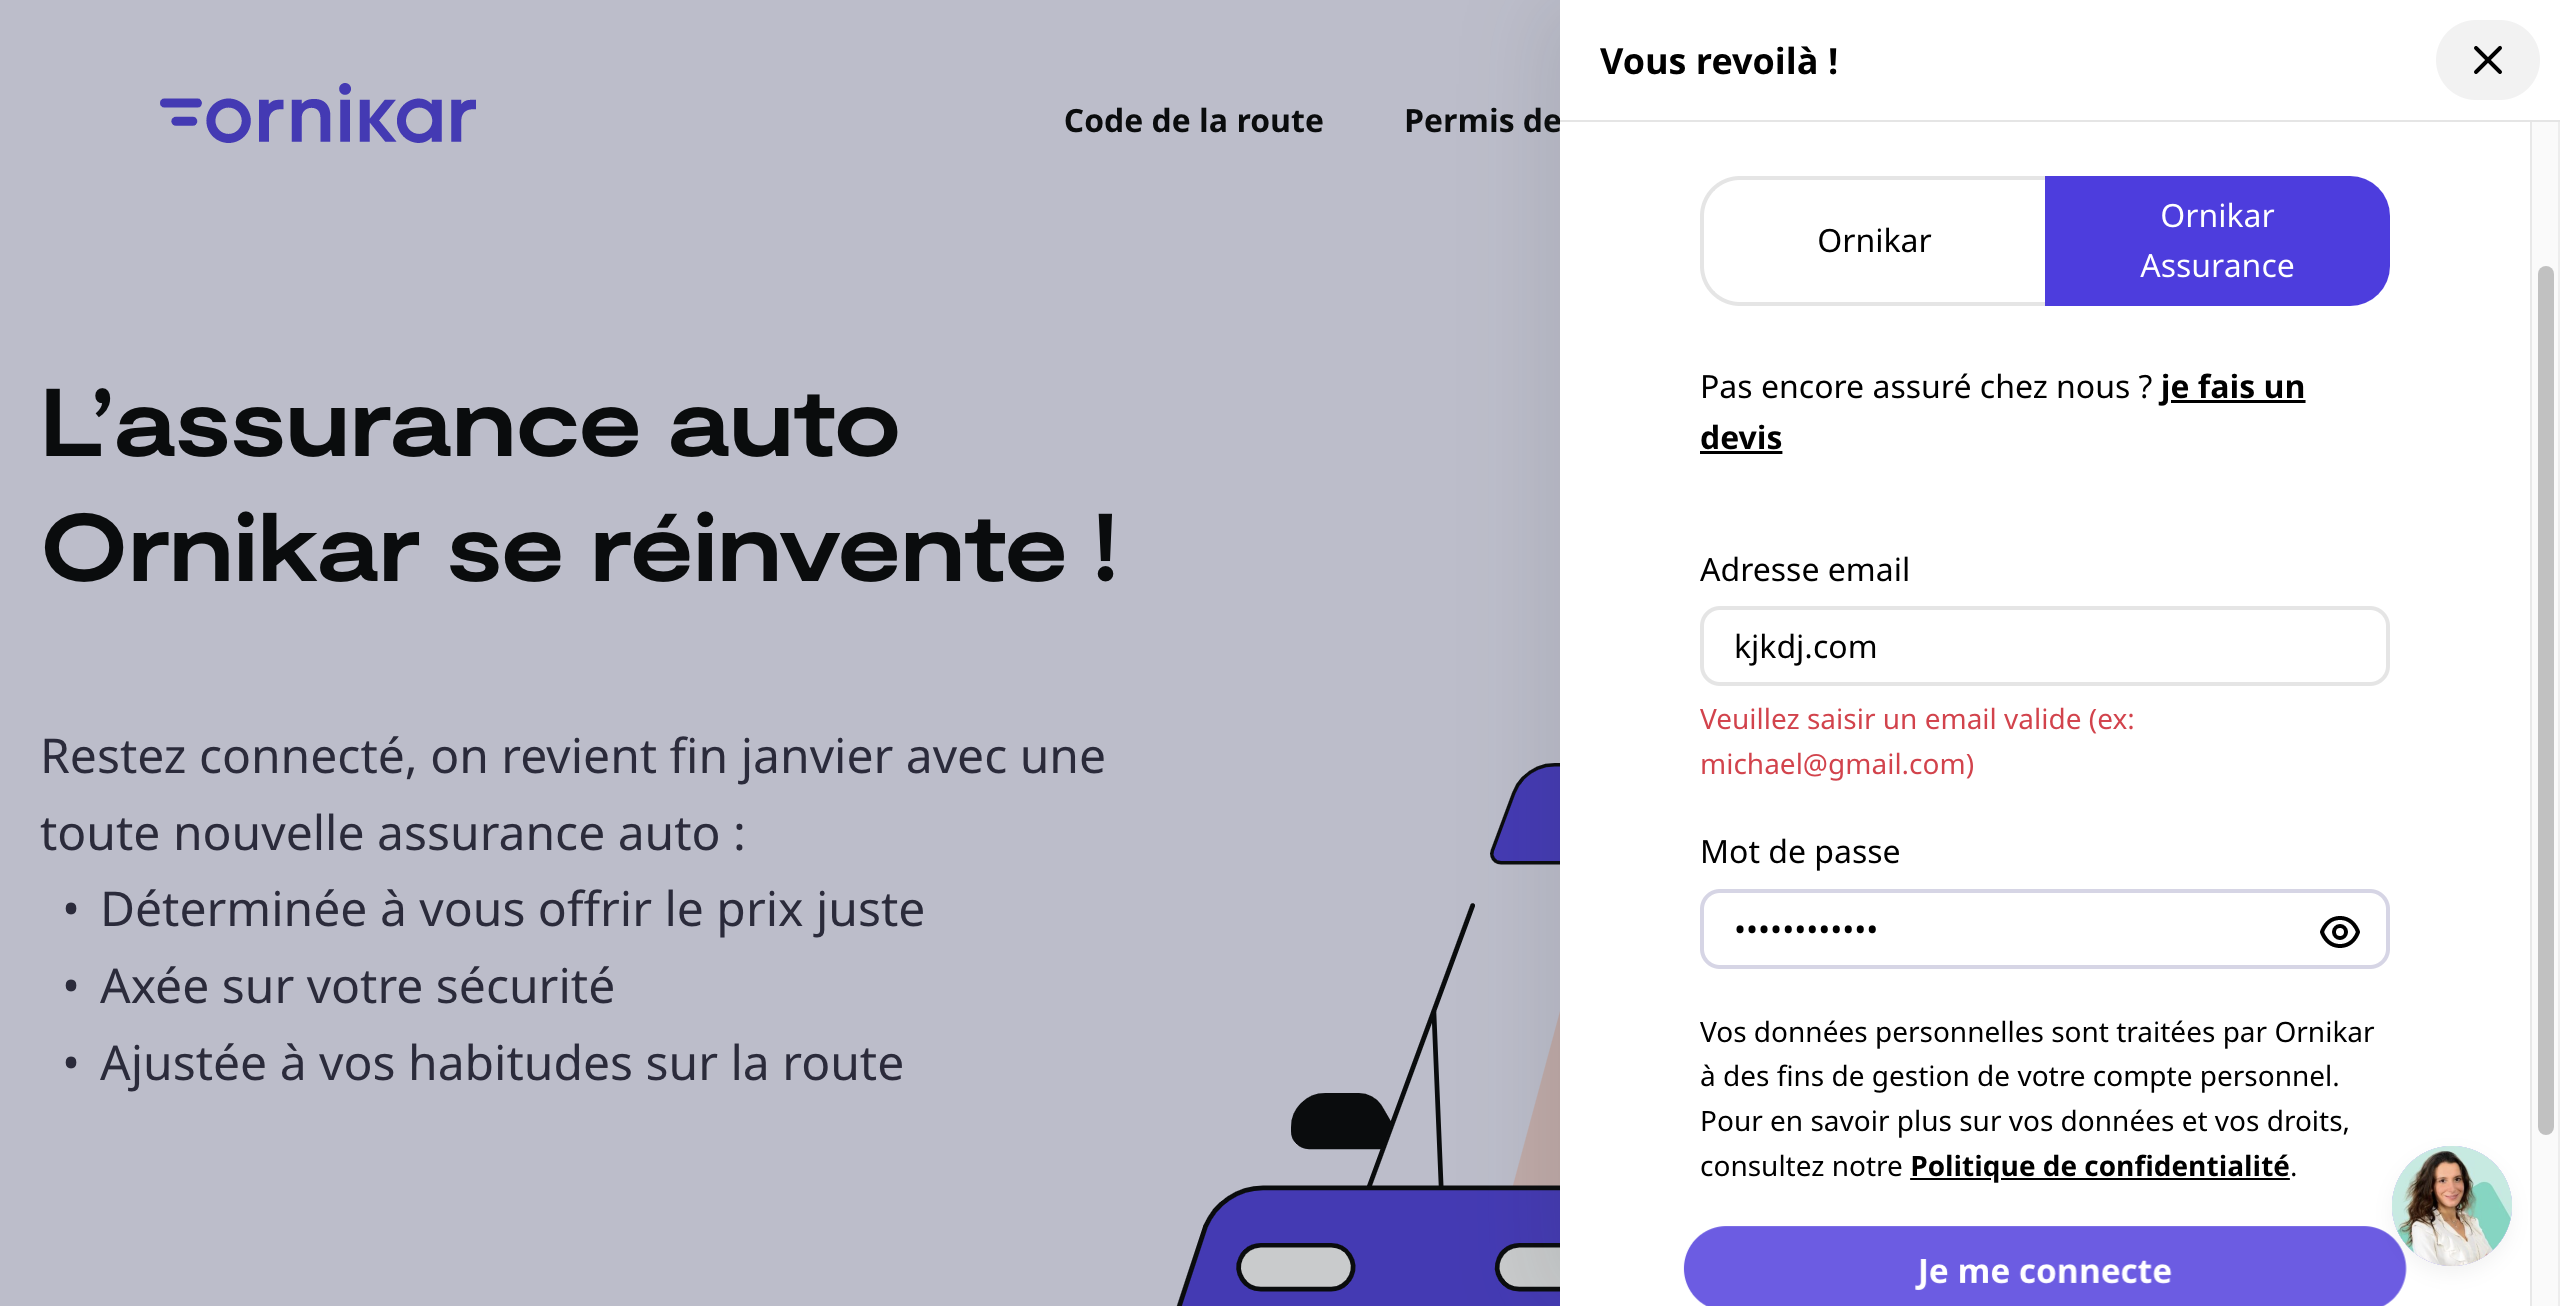 ornikar
Code de la route
Permis de
L’assurance auto
Ornikar se réinvente !
Restez connecté, on revient fin janvier avec une
toute nouvelle assurance auto :
• Déterminée à vous offrir le prix juste
• Axée sur votre sécurité
• Ajustée à vos habitudes sur la route
Vous revoilà !
Ornikar
Ornikar
Assurance
Pas encore assuré chez nous ? je fais un
devis
Adresse email
kjkdj.com
Veuillez saisir un email valide (ex:
michael@gmail.com)
Mot de passe
••••••••••••
Vos données personnelles sont traitées par Ornikar
à des fins de gestion de votre compte personnel.
Pour en savoir plus sur vos données et vos droits,
consultez notre Politique de confidentialité.
Je me connecte